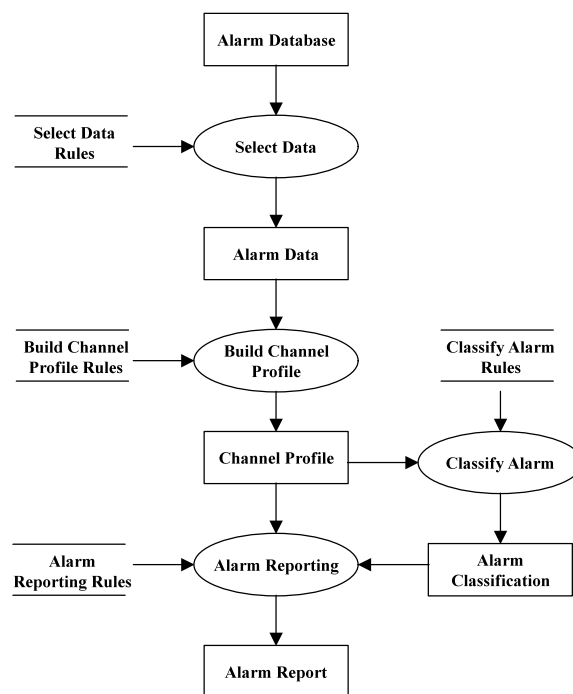 Alarm Database
Select Data
Rules
Select Data
Alarm Data
Build Channel
Profile Rules
Build Channel
Profile
Classify Alarm
Rules
Channel Profile
Classify Alarm
Alarm
Reporting Rules
Alarm Reporting
Alarm
Classification
Alarm Report